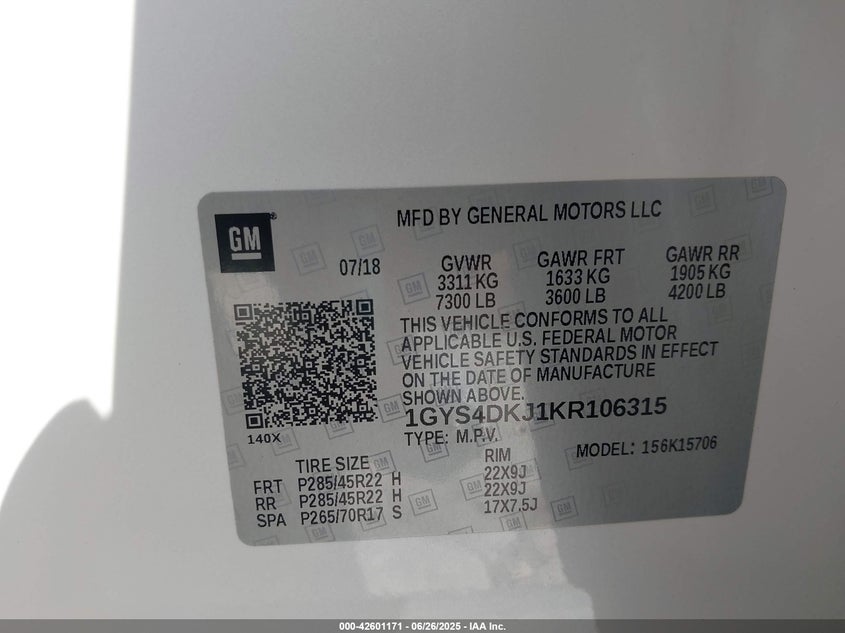 GM
MFD BY GENERAL MOTORS LLC
07/18
GVWR
3311 KG
7300 LB
GAWR FRT
1633 KG
3600 LB
GAWR RR
1905 KG
4200 LB
THIS VEHICLE CONFORMS TO ALL
APPLICABLE U.S. FEDERAL MOTOR
VEHICLE SAFETY STANDARDS IN EFFECT
ON THE DATE OF MANUFACTURE
SHOWN ABOVE.
1GYS4DKJ1KR106315
140X
TYPE: M.P.V.
MODEL: 156K15706
TIRE SIZE RIM
FRT P285/45R22 H 22X9J
RR P285/45R22 H 22X9J
SPA P265/70R17 S 17X7.5J
000-42601171 - 06/26/2025 - IAA Inc.